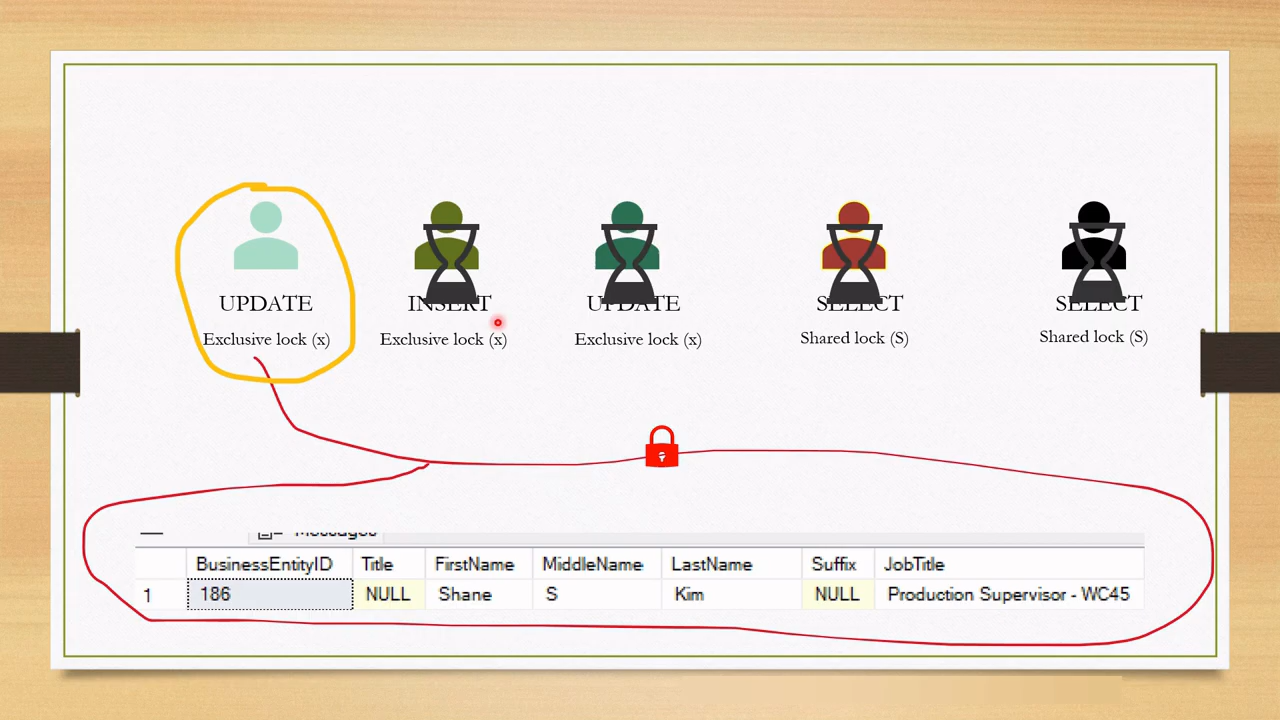 UPDATE INSERT UPDATE SELECT SELECT
Exclusive lock (x) Exclusive lock (x) Exclusive lock (x) Shared lock (S) Shared lock (S)
Messages
BusinessEntityID Title FirstName MiddleName LastName Suffix JobTitle
1 186 NULL Shane S Kim NULL Production Supervisor - WC45